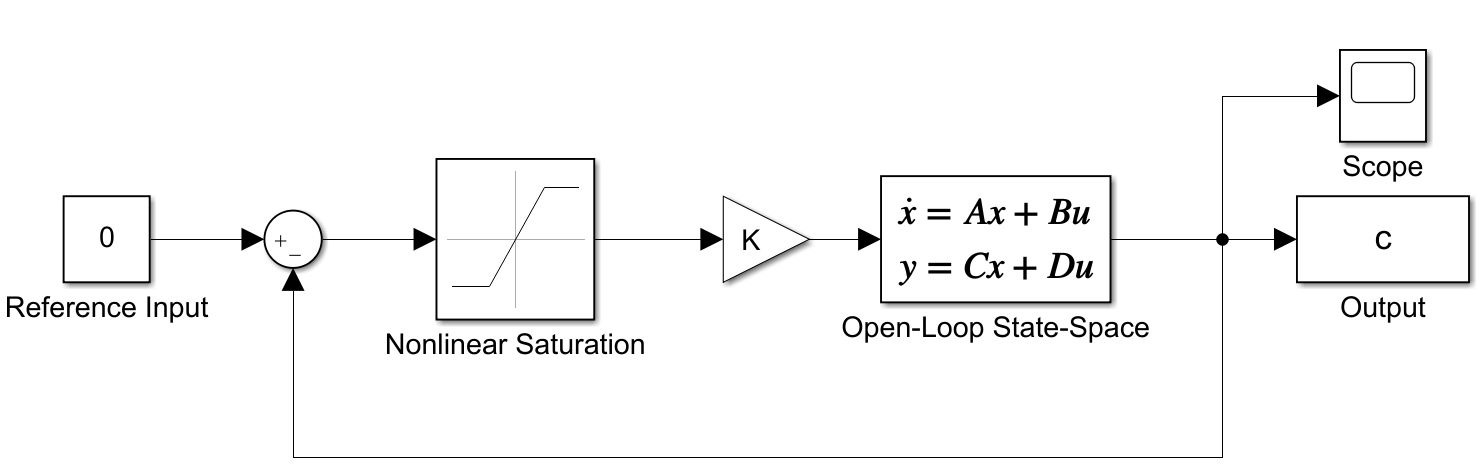 Scope
0
+
−
K
ẋ = Ax + Bu
y = Cx + Du
c
Reference Input
Nonlinear Saturation
Open-Loop State-Space
Output